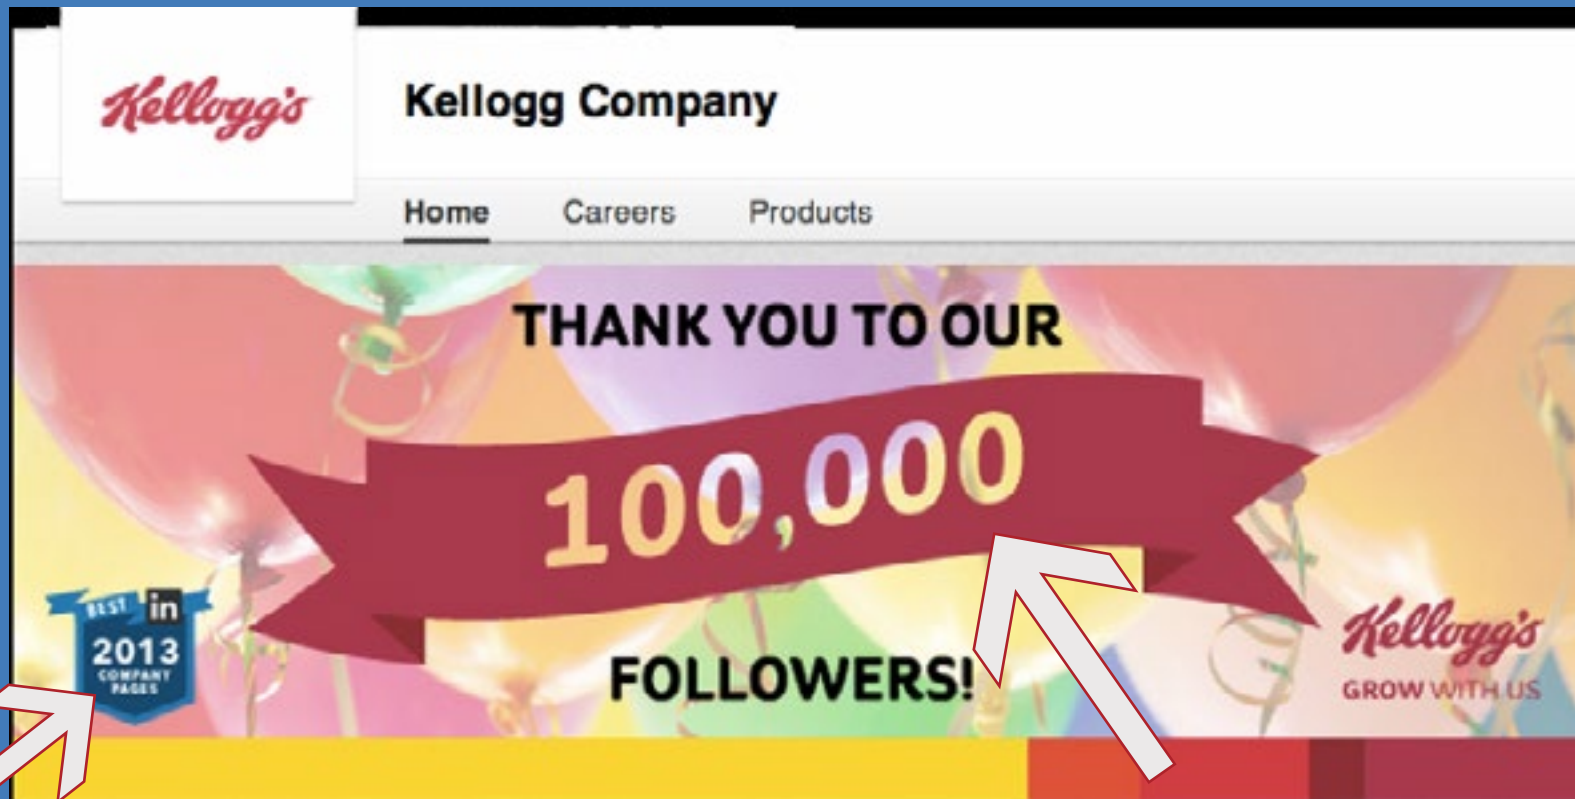 Kellogg's
Kellogg Company
Home Careers Products
THANK YOU TO OUR
100,000
FOLLOWERS!
BEST in
2013
COMPANY
PAGES
Kellogg's
GROW WITH US